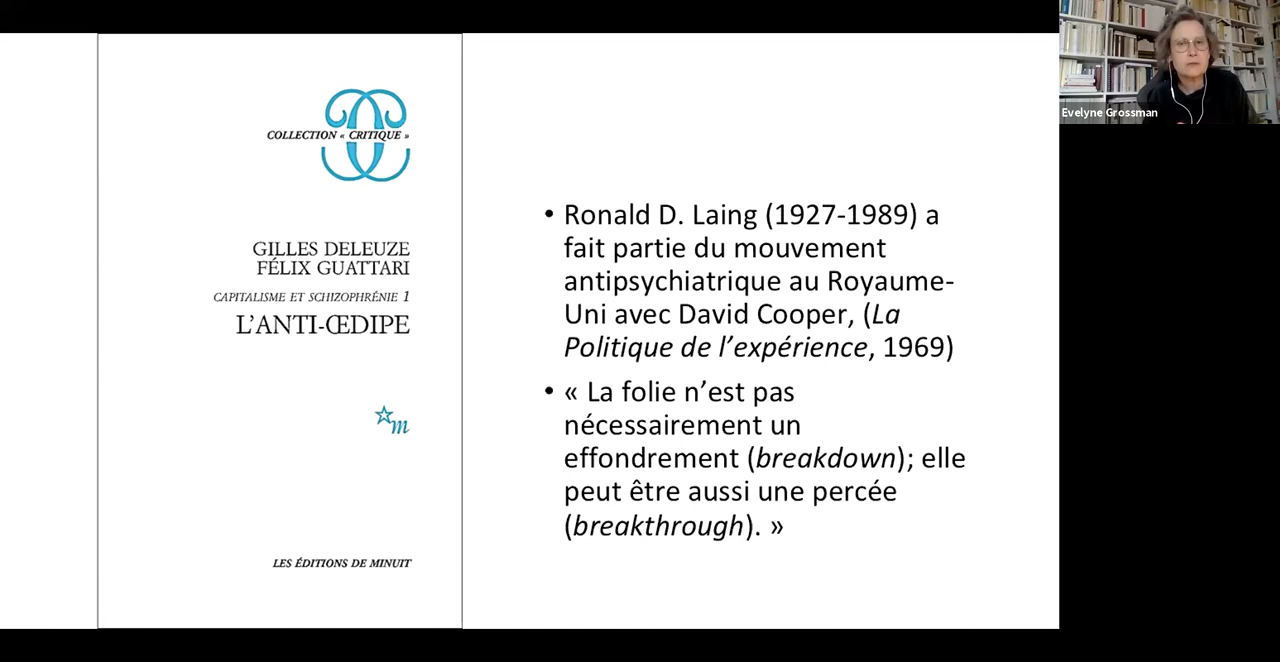 COLLECTION « CRITIQUE »
GILLES DELEUZE
FÉLIX GUATTARI
CAPITALISME ET SCHIZOPHRÉNIE 1
L'ANTI-ŒDIPE
m
LES ÉDITIONS DE MINUIT
• Ronald D. Laing (1927-1989) a
fait partie du mouvement
antipsychiatrique au Royaume-
Uni avec David Cooper, (La
Politique de l’expérience, 1969)
• « La folie n’est pas
nécessairement un
effondrement (breakdown); elle
peut être aussi une percée
(breakthrough). »
Evelyne Grossman